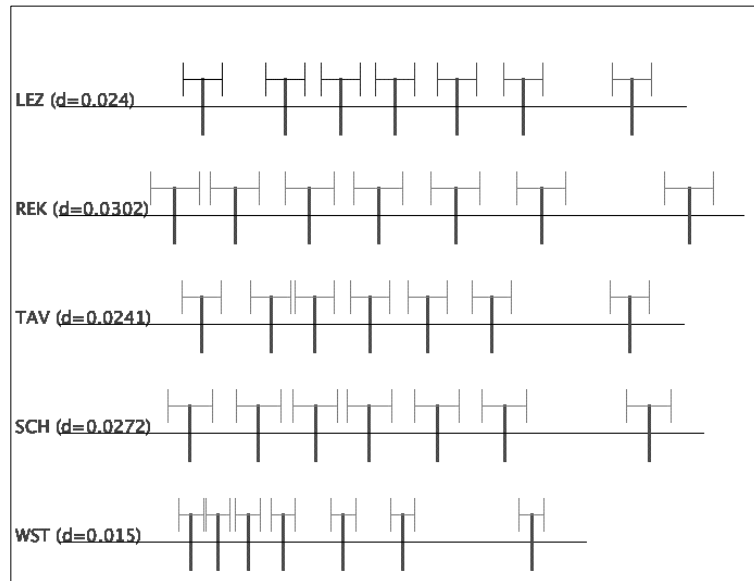 LEZ (d=0.024)
REK (d=0.0302)
TAV (d=0.0241)
SCH (d=0.0272)
WST (d=0.015)